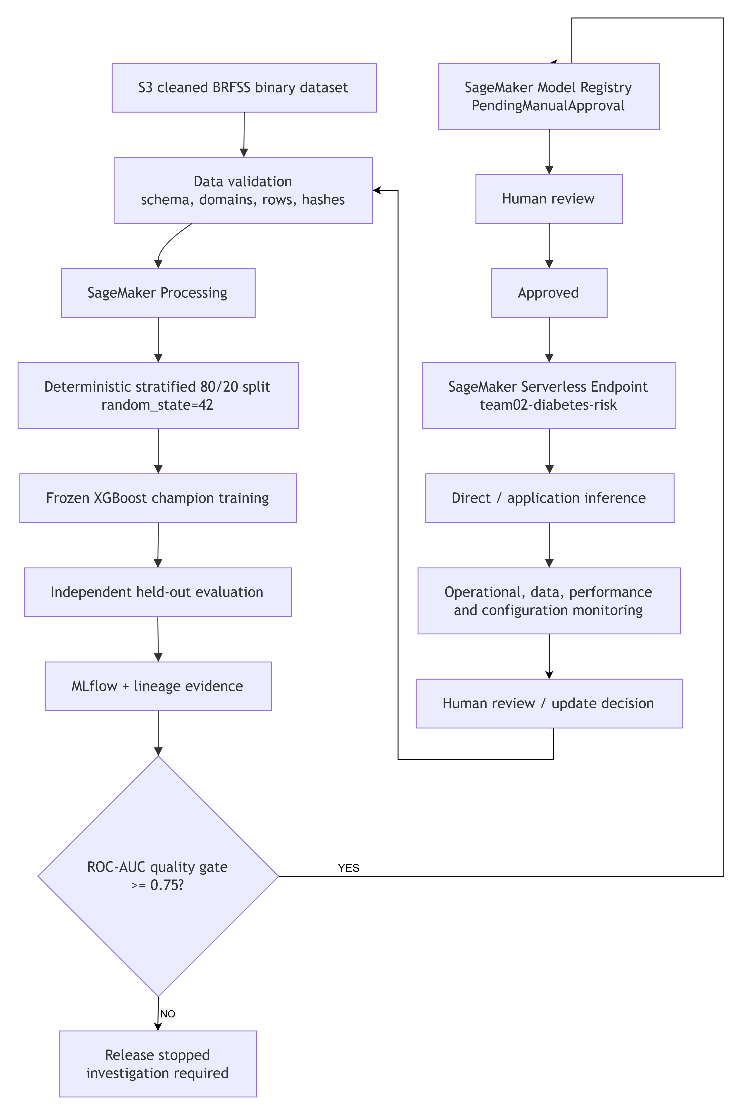 S3 cleaned BRFSS binary dataset
Data validation
schema, domains, rows, hashes
SageMaker Processing
Deterministic stratified 80/20 split
random_state=42
Frozen XGBoost champion training
Independent held-out evaluation
MLflow + lineage evidence
ROC-AUC quality gate
>= 0.75?
YES
NO
Release stopped
investigation required
SageMaker Model Registry
PendingManualApproval
Human review
Approved
SageMaker Serverless Endpoint
team02-diabetes-risk
Direct / application inference
Operational, data, performance
and configuration monitoring
Human review / update decision